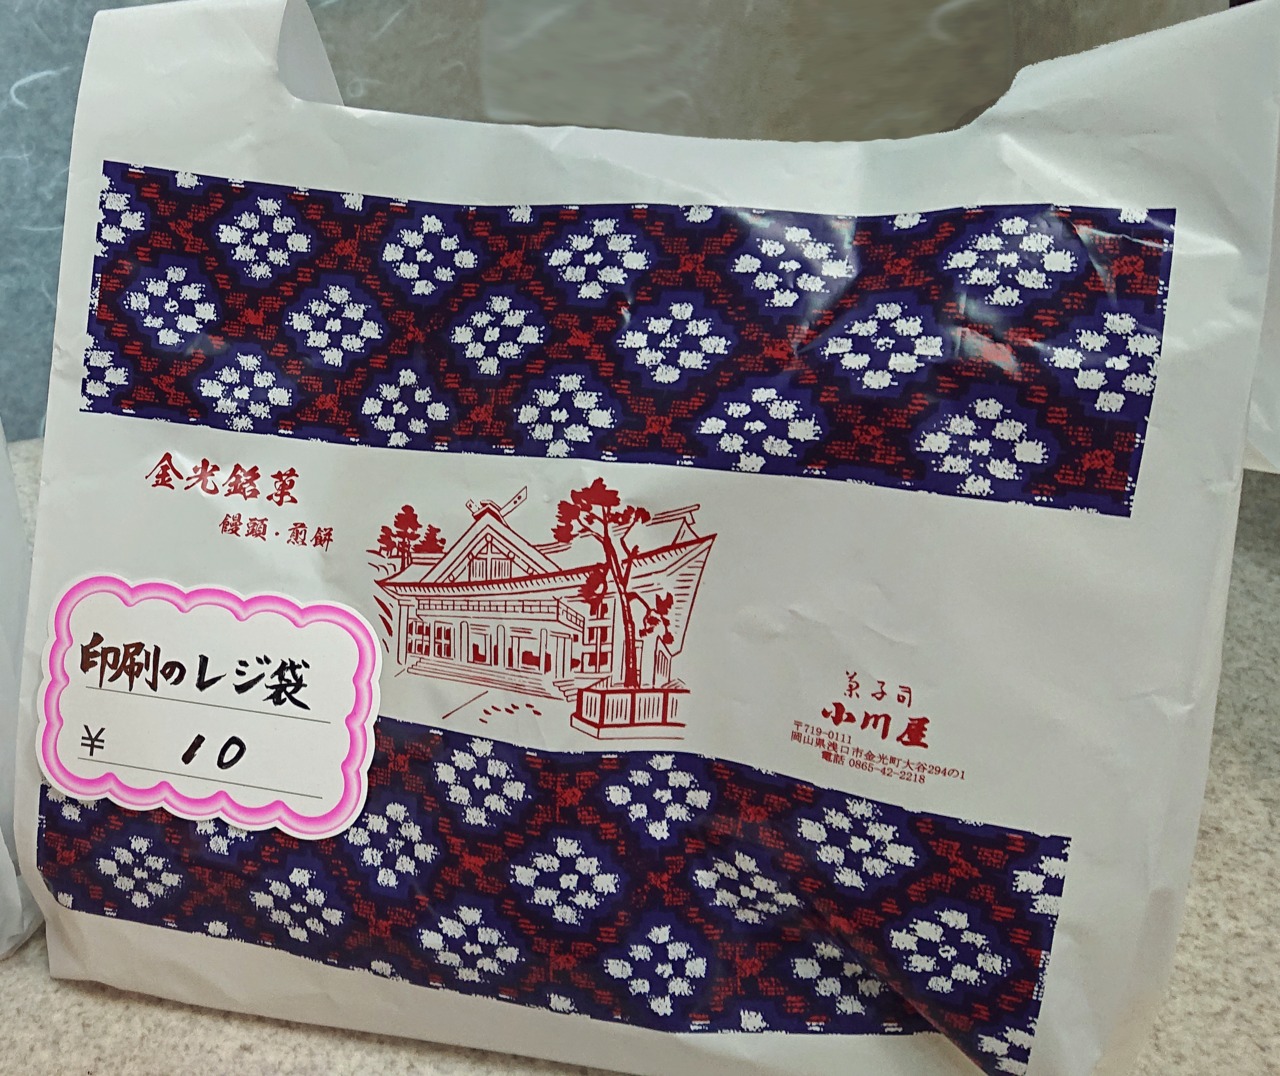 金光銘菓
饅頭・煎餅
印刷のレジ袋
¥ 10
菓子司
小川屋
〒719-0111
岡山県浅口市金光町大谷294の1
電話 0865-42-2218